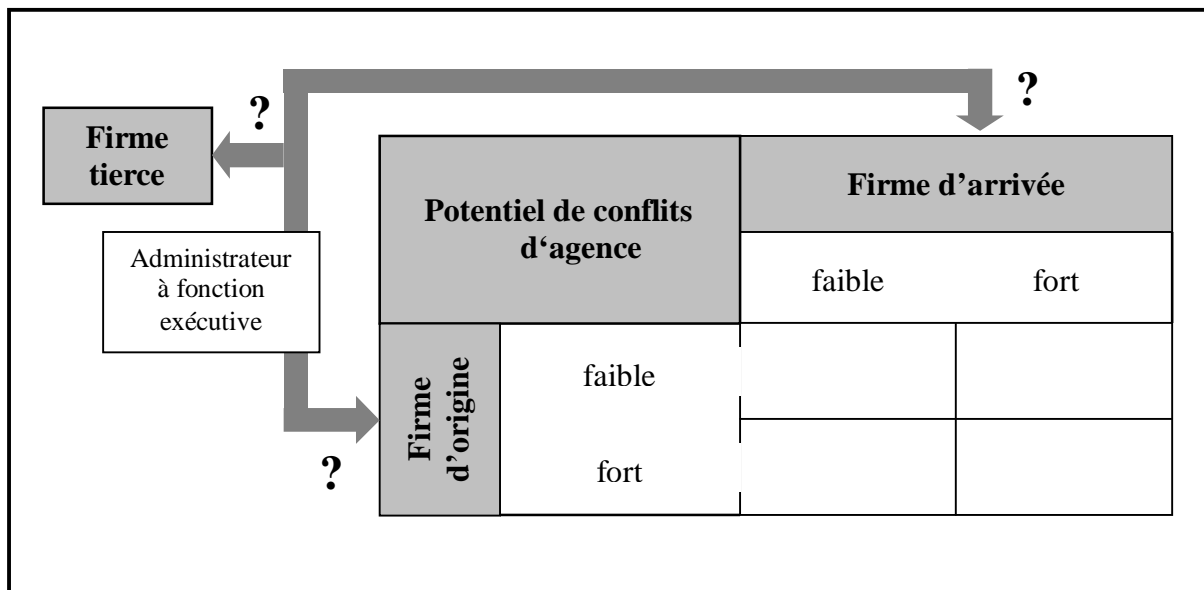 ?
?
Firme
tierce
Firme d’arrivée
Potentiel de conflits
d‘agence
Administrateur
à fonction
exécutive
faible
fort
Firme
d’origine
faible
fort
?